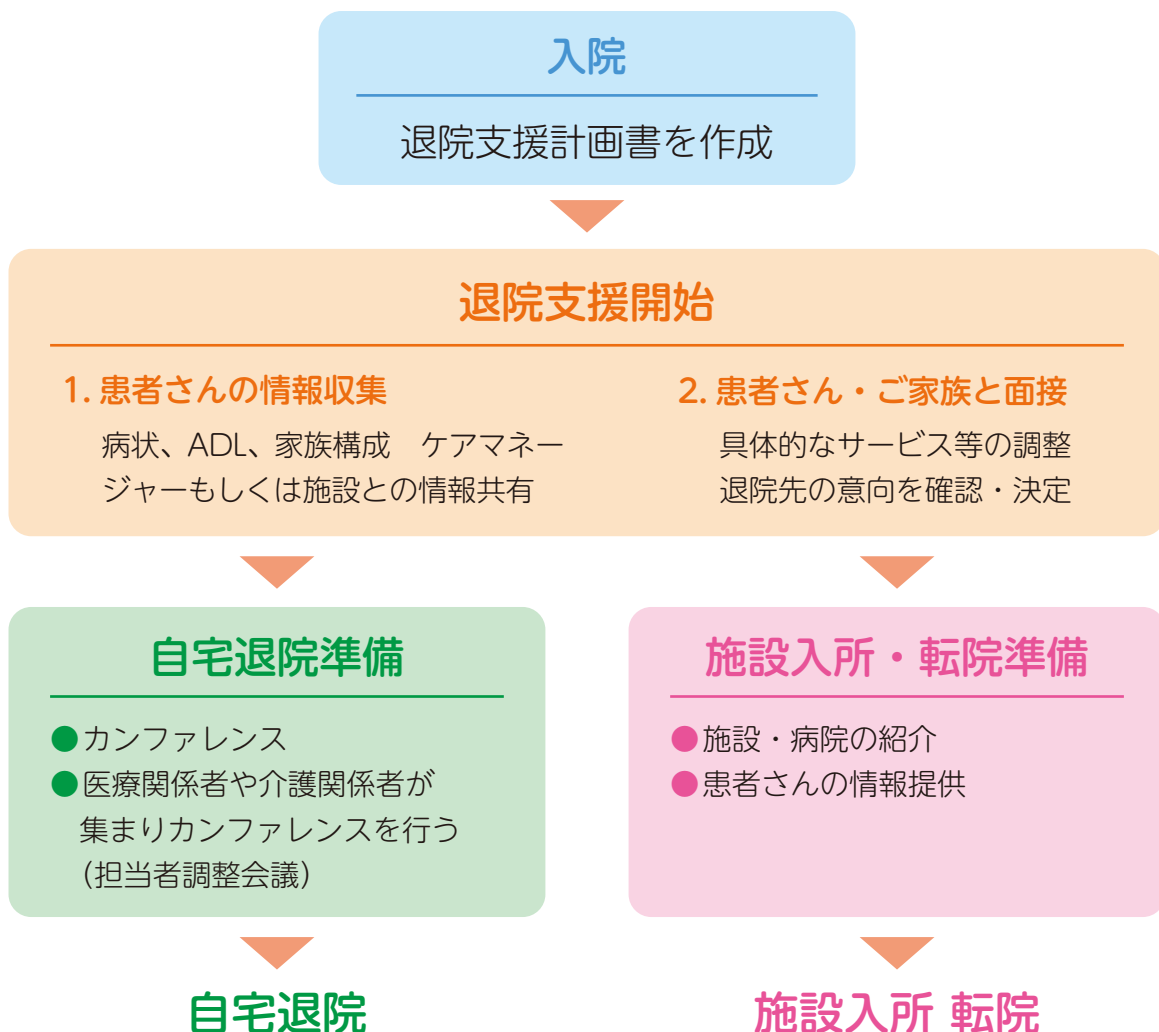 入院
退院支援計画書を作成
退院支援開始
1. 患者さんの情報収集
病状、ADL、家族構成　ケアマネー
ジャーもしくは施設との情報共有
2. 患者さん・ご家族と面接
具体的なサービス等の調整
退院先の意向を確認・決定
自宅退院準備
●カンファレンス
●医療関係者や介護関係者が
集まりカンファレンスを行う
（担当者調整会議）
施設入所・転院準備
●施設・病院の紹介
●患者さんの情報提供
自宅退院
施設入所 転院